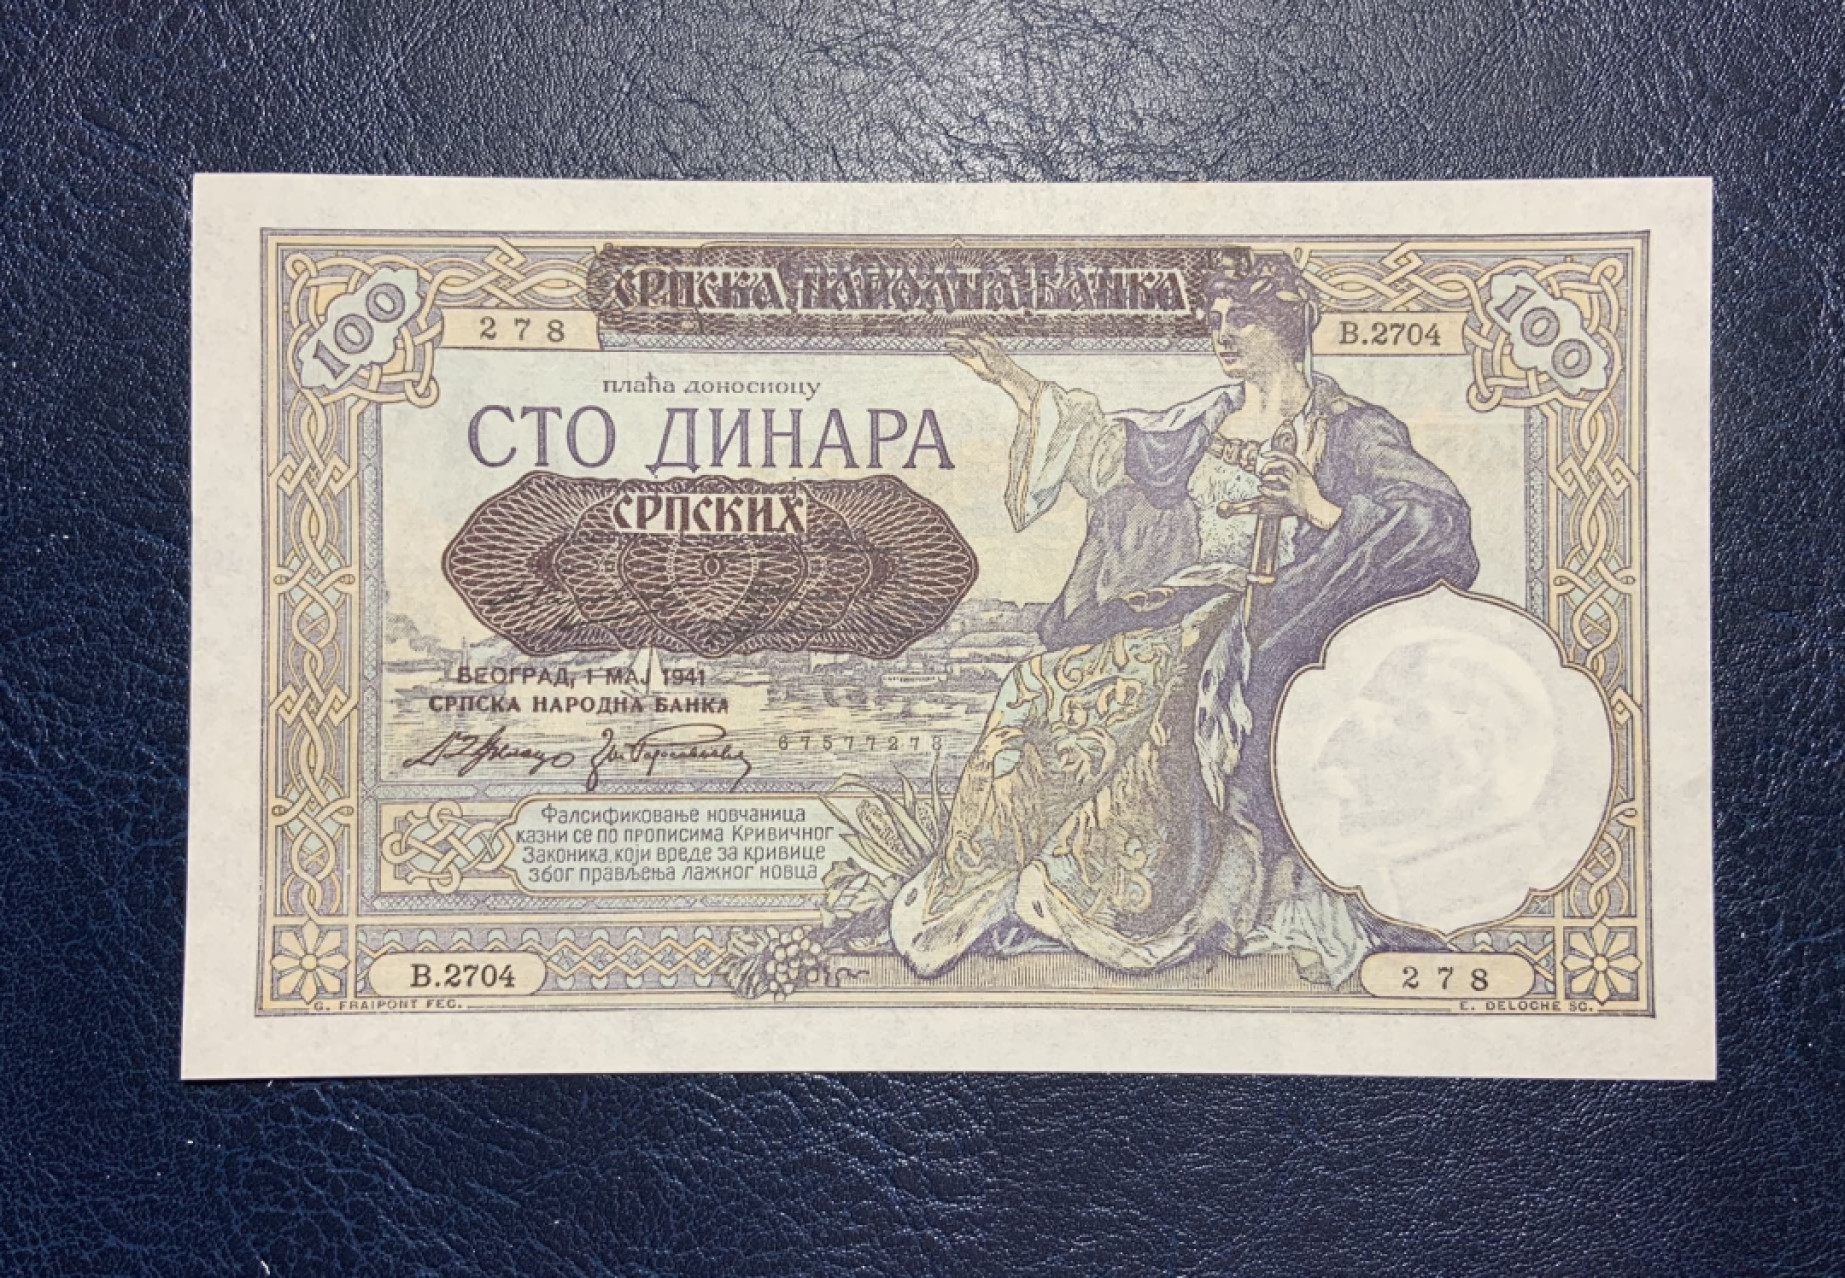 СРПСКА НАРОДНА БАНКА
100
278
В.2704
100
плаћа доносиоцу
СТО ДИНАРА
СРПСКИХ
БЕОГРАД, 1 МАЈ 1941
СРПСКА НАРОДНА БАНКА
67577278
Фалсификовање новчаница
казни се по прописима Кривичног
Законика, који вреде за кривице
због прављења лажног новца
В.2704
278
G. FRAIPONT FEC.
E. DELOCHE SC.